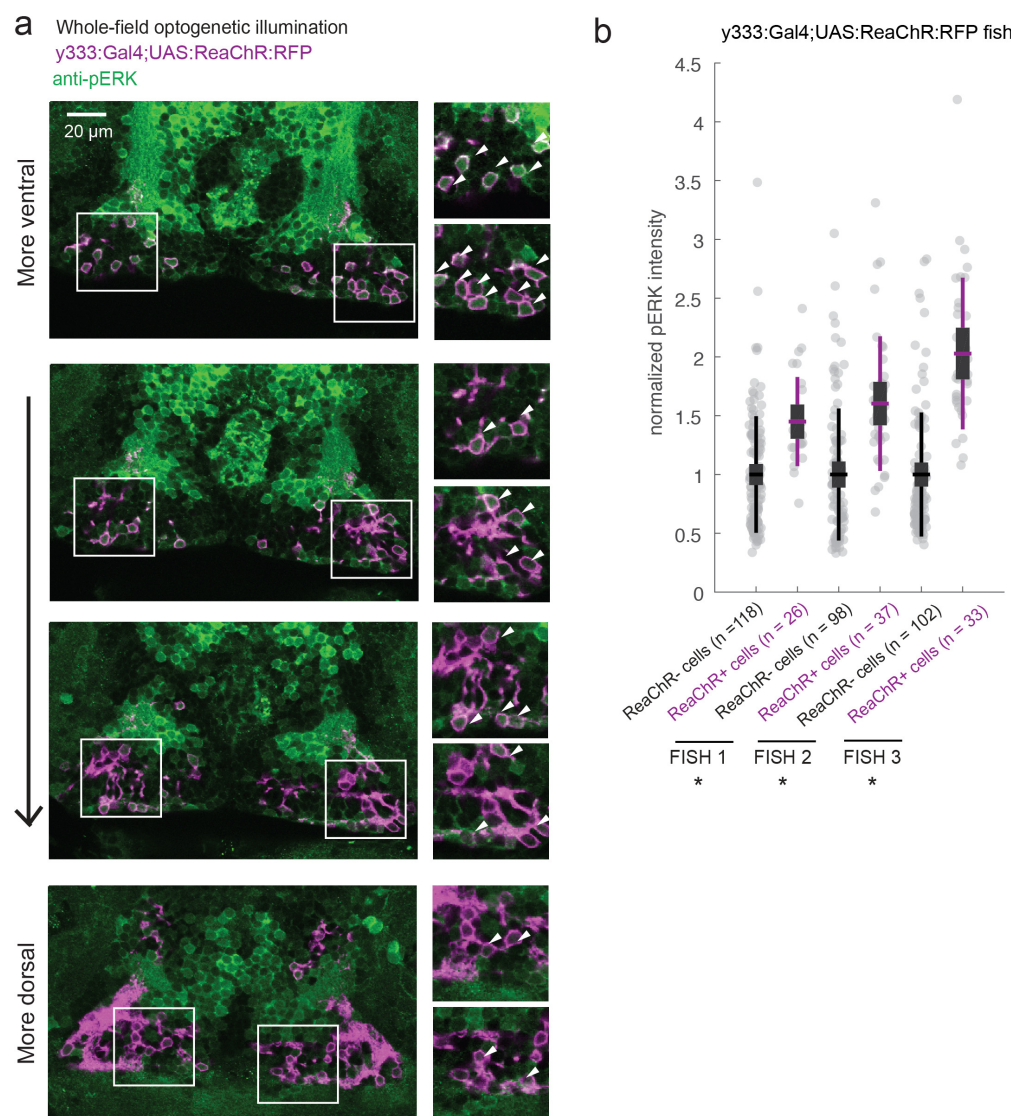 a
Whole-field optogenetic illumination
y333:Gal4;UAS:ReaChR:RFP
anti-pERK
More ventral
20 µm
More dorsal
b
y333:Gal4;UAS:ReaChR:RFP fish
normalized pERK intensity
4.5
4
3.5
3
2.5
2
1.5
1
0.5
0
ReaChR- cells (n =118)
ReaChR+ cells (n = 26)
ReaChR- cells (n = 98)
ReaChR+ cells (n = 37)
ReaChR- cells (n = 102)
ReaChR+ cells (n = 33)
FISH 1 FISH 2 FISH 3
* * *